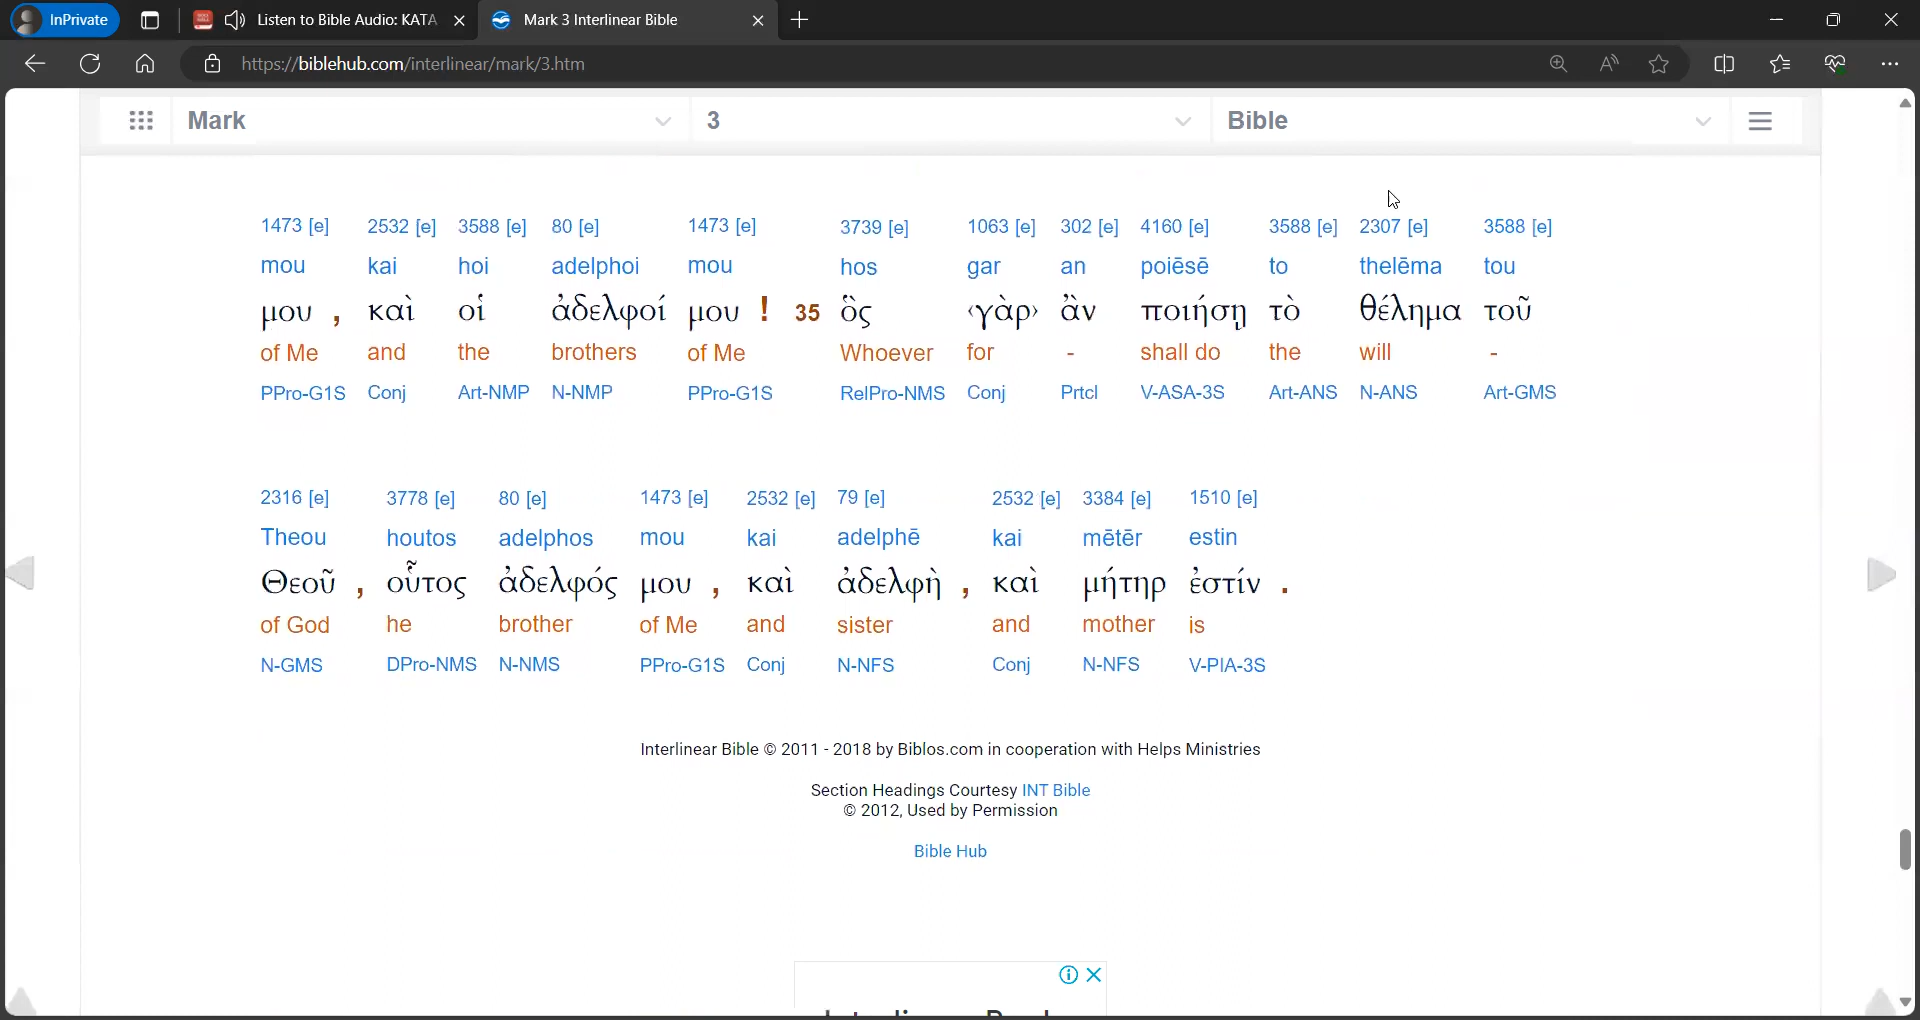 InPrivate
Listen to Bible Audio: KATA
Mark 3 Interlinear Bible
https://biblehub.com/interlinear/mark/3.htm
Mark 3 Bible
1473 [e] 2532 [e] 3588 [e] 80 [e] 1473 [e] 3739 [e] 1063 [e] 302 [e] 4160 [e] 3588 [e] 2307 [e] 3588 [e]
mou kai hoi adelphoi mou hos gar an poiēsē to thelēma tou
μου , καὶ οἱ ἀδελφοί μου ! 35 ὃς ‹γὰρ› ἂν ποιήσῃ τὸ θέλημα τοῦ
of Me and the brothers of Me Whoever for - shall do the will -
PPro-G1S Conj Art-NMP N-NMP PPro-G1S RelPro-NMS Conj Prtcl V-ASA-3S Art-ANS N-ANS Art-GMS
2316 [e] 3778 [e] 80 [e] 1473 [e] 2532 [e] 79 [e] 2532 [e] 3384 [e] 1510 [e]
Theou houtos adelphos mou kai adelphē kai mētēr estin
Θεοῦ , οὗτος ἀδελφός μου , καὶ ἀδελφὴ , καὶ μήτηρ ἐστίν .
of God he brother of Me and sister and mother is
N-GMS DPro-NMS N-NMS PPro-G1S Conj N-NFS Conj N-NFS V-PIA-3S
Interlinear Bible © 2011 - 2018 by Biblos.com in cooperation with Helps Ministries
Section Headings Courtesy INT Bible
© 2012, Used by Permission
Bible Hub